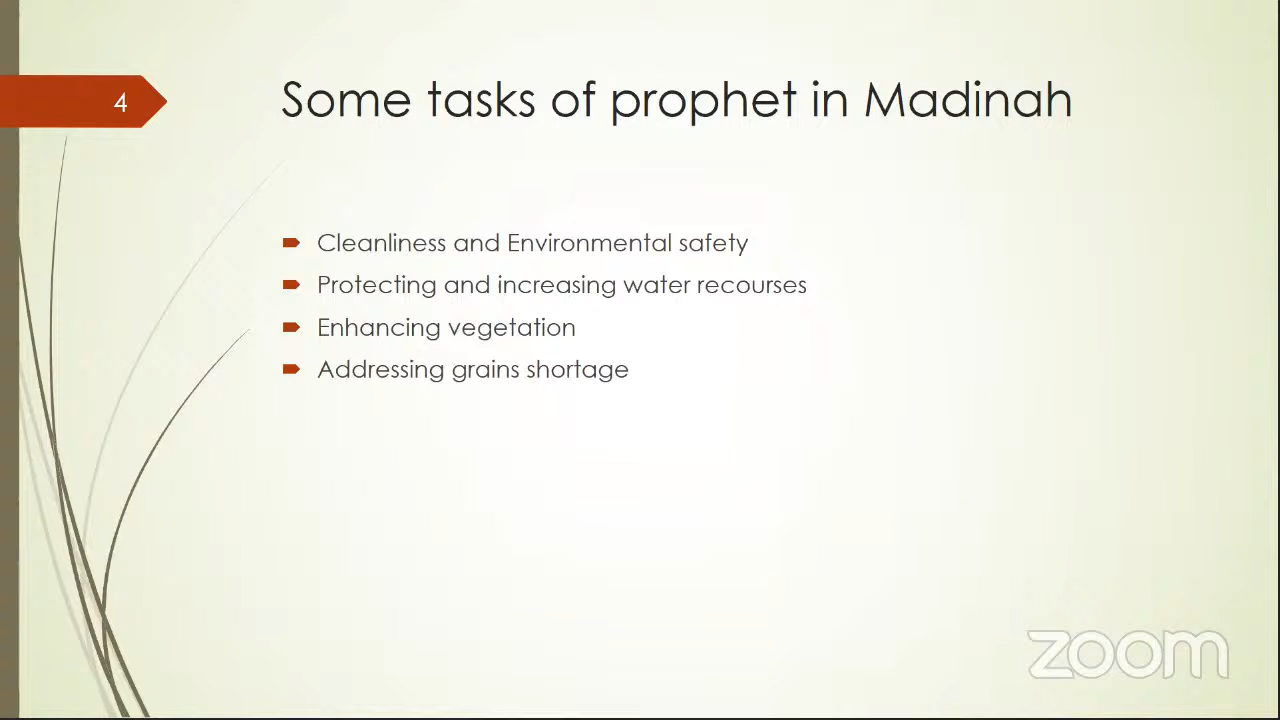 4
Some tasks of prophet in Madinah
Cleanliness and Environmental safety
Protecting and increasing water recourses
Enhancing vegetation
Addressing grains shortage
zoom